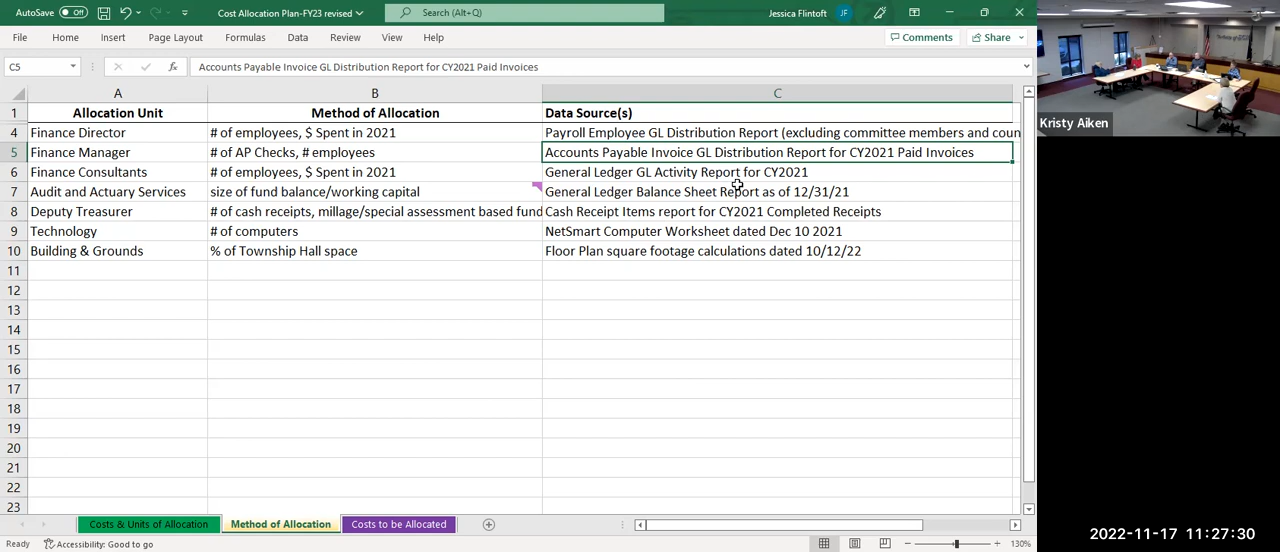 AutoSave Off Cost Allocation Plan-FY23 revised Search (Alt+Q) Jessica Flintoft JF
File Home Insert Page Layout Formulas Data Review View Help Comments Share
C5 fx Accounts Payable Invoice GL Distribution Report for CY2021 Paid Invoices
A B C
1 Allocation Unit Method of Allocation Data Source(s)
4 Finance Director # of employees, $ Spent in 2021 Payroll Employee GL Distribution Report (excluding committee members and coun
5 Finance Manager # of AP Checks, # employees Accounts Payable Invoice GL Distribution Report for CY2021 Paid Invoices
6 Finance Consultants # of employees, $ Spent in 2021 General Ledger GL Activity Report for CY2021
7 Audit and Actuary Services size of fund balance/working capital General Ledger Balance Sheet Report as of 12/31/21
8 Deputy Treasurer # of cash receipts, millage/special assessment based fund Cash Receipt Items report for CY2021 Completed Receipts
9 Technology # of computers NetSmart Computer Worksheet dated Dec 10 2021
10 Building & Grounds % of Township Hall space Floor Plan square footage calculations dated 10/12/22
11
12
13
14
15
16
17
18
19
20
21
22
23
Costs & Units of Allocation Method of Allocation Costs to be Allocated
Ready Accessibility: Good to go 130%
Kristy Aiken
2022-11-17 11:27:30